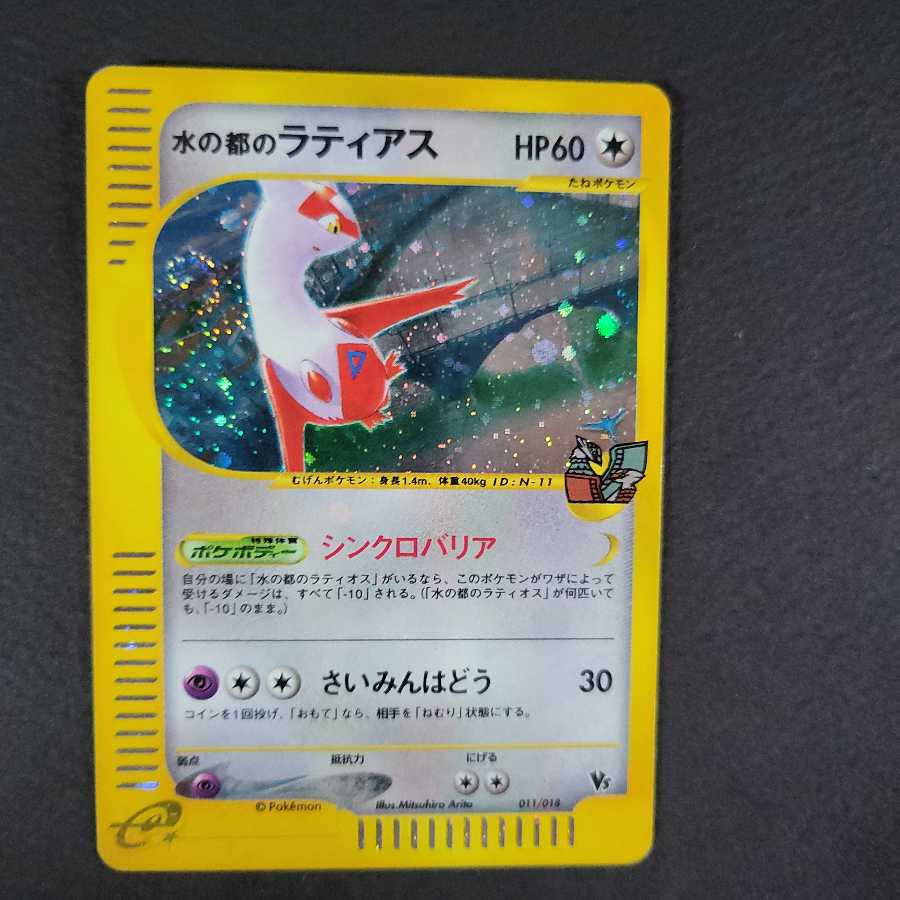 水の都のラティアス HP60
たねポケモン
むげんポケモン：身長1.4m、体重40kg ID:N-11
特殊体質
ポケボディー シンクロバリア
自分の場に「水の都のラティオス」がいるなら、このポケモンがワザによって
受けるダメージは、すべて「-10」される。（「水の都のラティオス」が何匹いて
も、「-10」のまま。）
さいみんはどう 30
コインを1回投げ、「おもて」なら、相手を「ねむり」状態にする。
弱点 抵抗力 にげる
VS
© Pokémon Illus.Mitsuhiro Arita 011/018
e